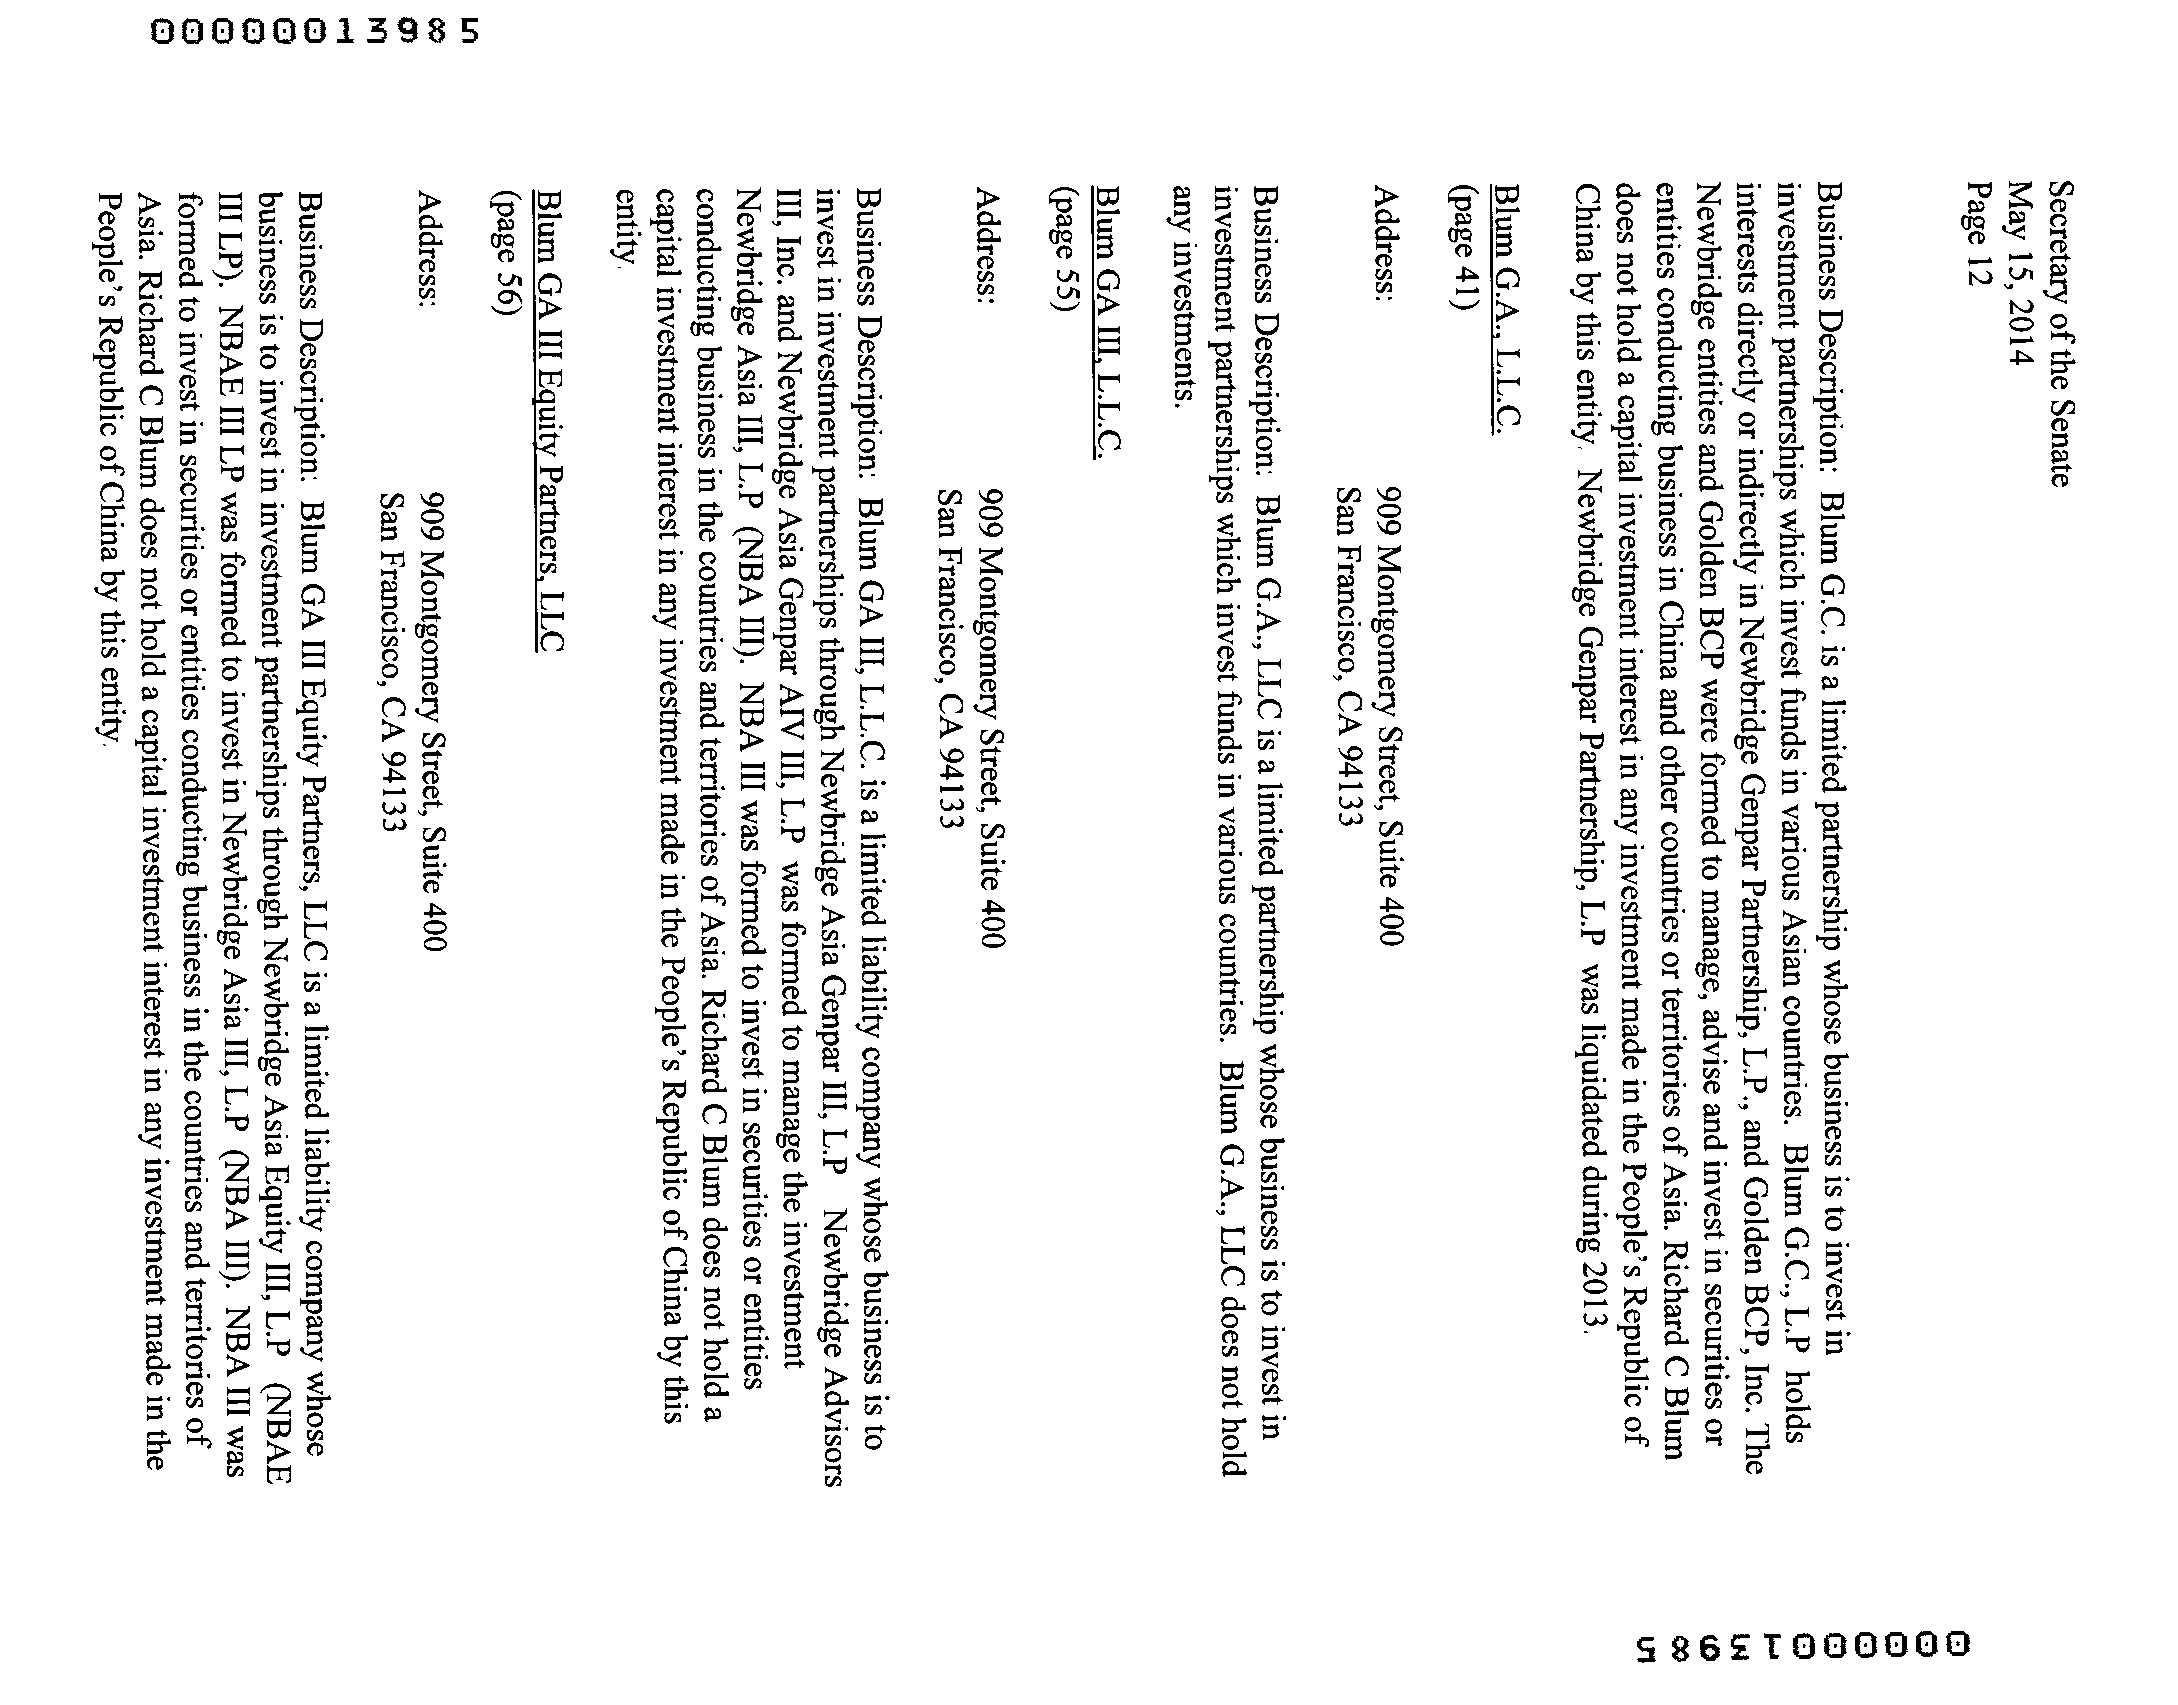 00000013985
Secretary of the Senate
May 15, 2014
Page 12
Business Description: Blum G.C. is a limited partnership whose business is to invest in
investment partnerships which invest funds in various Asian countries. Blum G.C., L.P holds
interests directly or indirectly in Newbridge Genpar Partnership, L.P., and Golden BCP, Inc. The
Newbridge entities and Golden BCP were formed to manage, advise and invest in securities or
entities conducting business in China and other countries or territories of Asia. Richard C Blum
does not hold a capital investment interest in any investment made in the People's Republic of
China by this entity. Newbridge Genpar Partnership, L.P was liquidated during 2013.
Blum G.A., L.L.C.
(page 41)
Address: 909 Montgomery Street, Suite 400
San Francisco, CA 94133
Business Description: Blum G.A., LLC is a limited partnership whose business is to invest in
investment partnerships which invest funds in various countries. Blum G.A., LLC does not hold
any investments.
Blum GA III, L.L.C.
(page 55)
Address: 909 Montgomery Street, Suite 400
San Francisco, CA 94133
Business Description: Blum GA III, L.L.C. is a limited liability company whose business is to
invest in investment partnerships through Newbridge Asia Genpar III, L.P Newbridge Advisors
III, Inc. and Newbridge Asia Genpar AIV III, L.P was formed to manage the investment
Newbridge Asia III, L.P (NBA III). NBA III was formed to invest in securities or entities
conducting business in the countries and territories of Asia. Richard C Blum does not hold a
capital investment interest in any investment made in the People's Republic of China by this
entity.
Blum GA III Equity Partners, LLC
(page 56)
Address: 909 Montgomery Street, Suite 400
San Francisco, CA 94133
Business Description: Blum GA III Equity Partners, LLC is a limited liability company whose
business is to invest in investment partnerships through Newbridge Asia Equity III, L.P (NBAE
III LP). NBAE III LP was formed to invest in Newbridge Asia III, L.P (NBA III). NBA III was
formed to invest in securities or entities conducting business in the countries and territories of
Asia. Richard C Blum does not hold a capital investment interest in any investment made in the
People's Republic of China by this entity.
00000013985